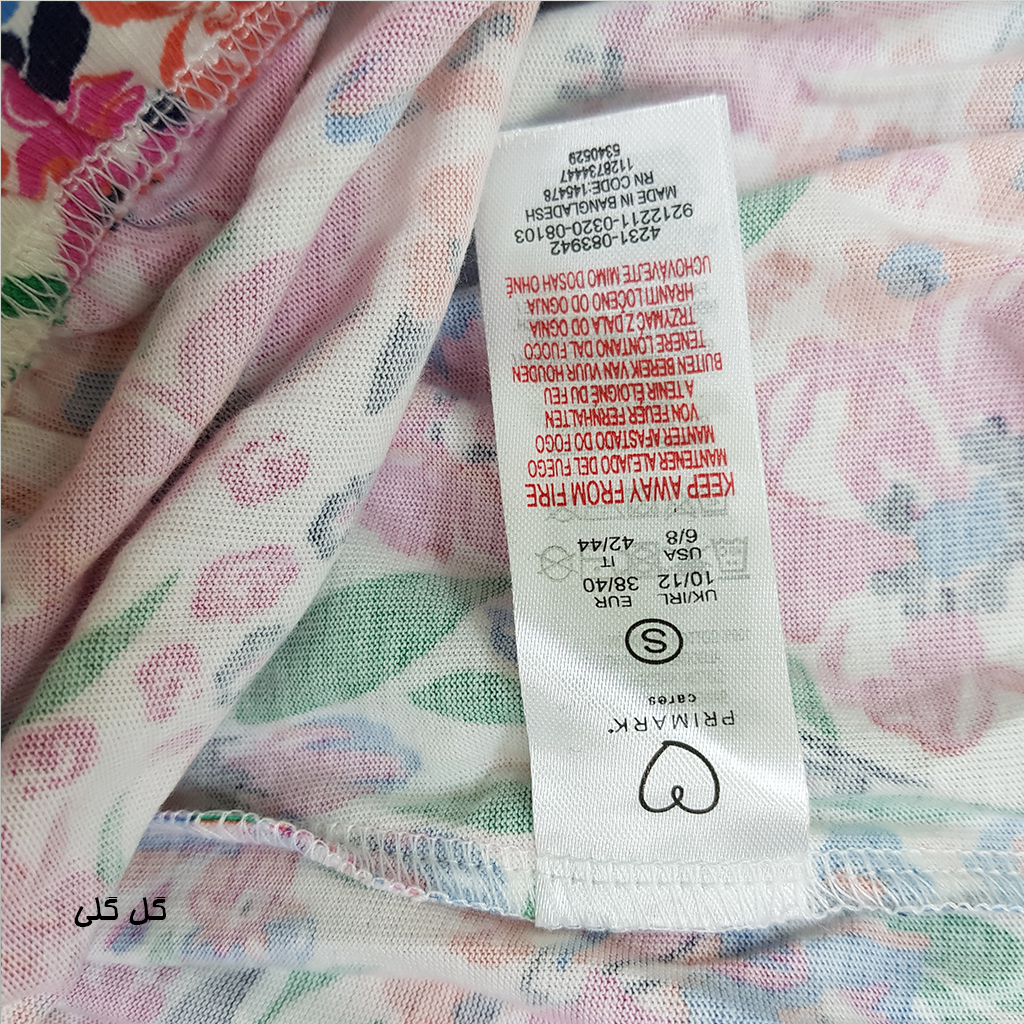 PRIMARK®
cares
S
UK/IRL EUR
10/12 38/40
USA IT
6/8 42/44
KEEP AWAY FROM FIRE
MANTENER ALEJADO DEL FUEGO
MANTER AFASTADO DO FOGO
VON FEUER FERNHALTEN
A TENIR ÉLOIGNÉ DU FEU
BUITEN BEREIK VAN VUUR HOUDEN
TENERE LONTANO DAL FUOCO
TRZYMAĆ Z DALA OD OGNIA
HRANITI LOČENO OD OGNJA
UCHOVÁVEJTE MIMO DOSAH OHNĚ
4231-083942
9212211-0320-08103
MADE IN BANGLADESH
RN CODE:145478
1128734447
5340529
گل گلی